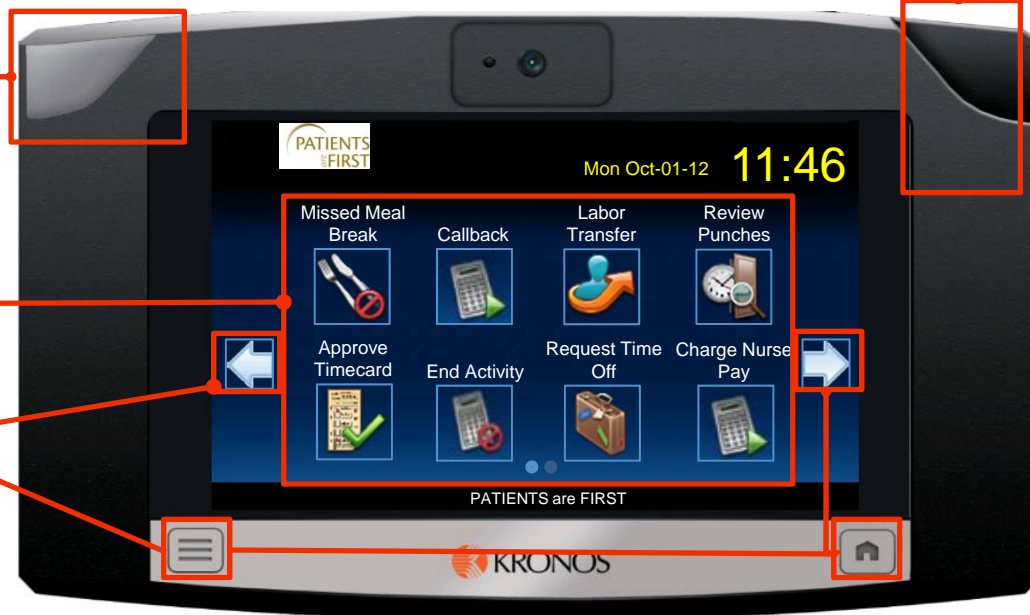 PATIENTS
are FIRST
Mon Oct-01-12 11:46
Missed Meal
Break
Callback
Labor
Transfer
Review
Punches
Approve
Timecard
End Activity
Request Time
Off
Charge Nurse
Pay
PATIENTS are FIRST
KRONOS